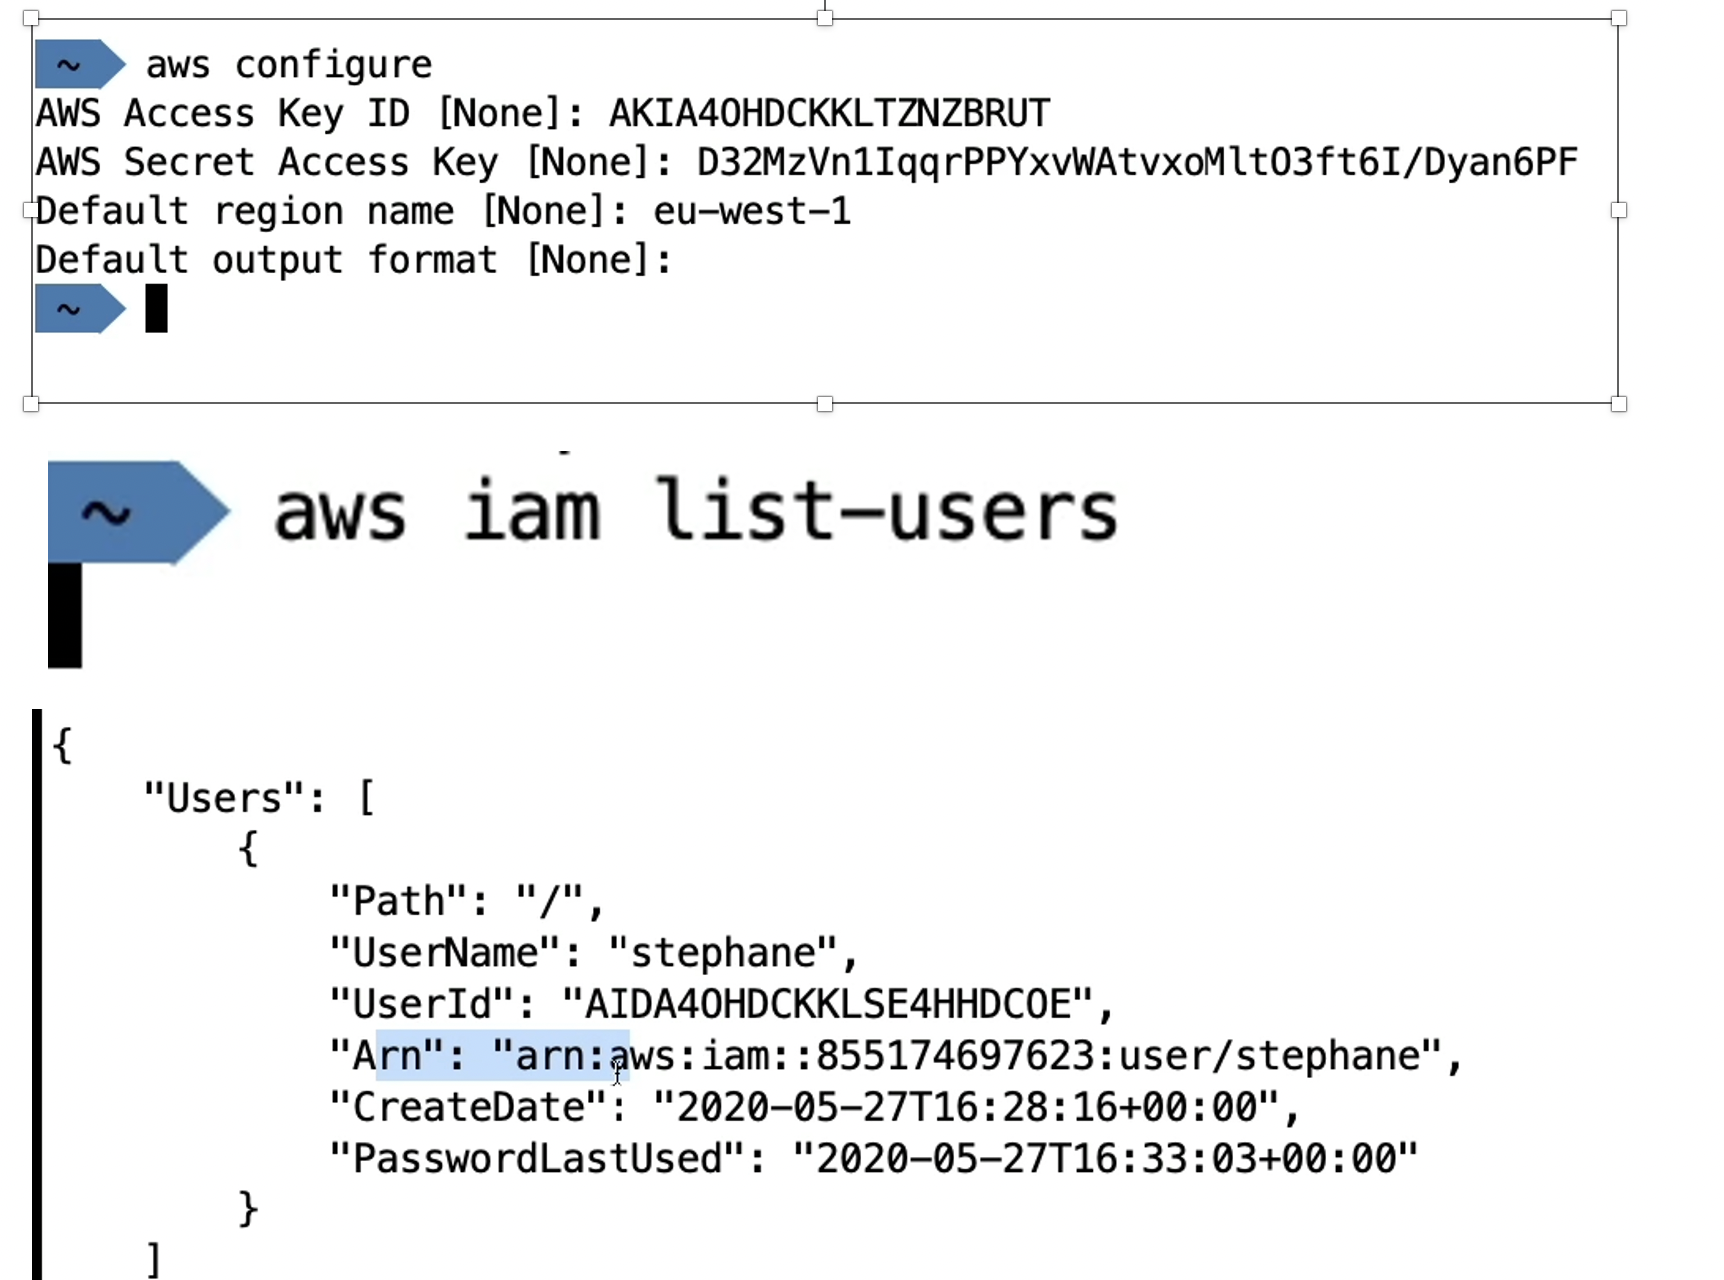 ~ aws configure
AWS Access Key ID [None]: AKIA4OHDCKKLTZNZBRUT
AWS Secret Access Key [None]: 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
Default region name [None]: eu-west-1
Default output format [None]:
~
~ aws iam list-users
{
    "Users": [
        {
            "Path": "/",
            "UserName": "stephane",
            "UserId": "AIDA4OHDCKKLSE4HHDCOE",
            "Arn": "arn:aws:iam::855174697623:user/stephane",
            "CreateDate": "2020-05-27T16:28:16+00:00",
            "PasswordLastUsed": "2020-05-27T16:33:03+00:00"
        }
    ]